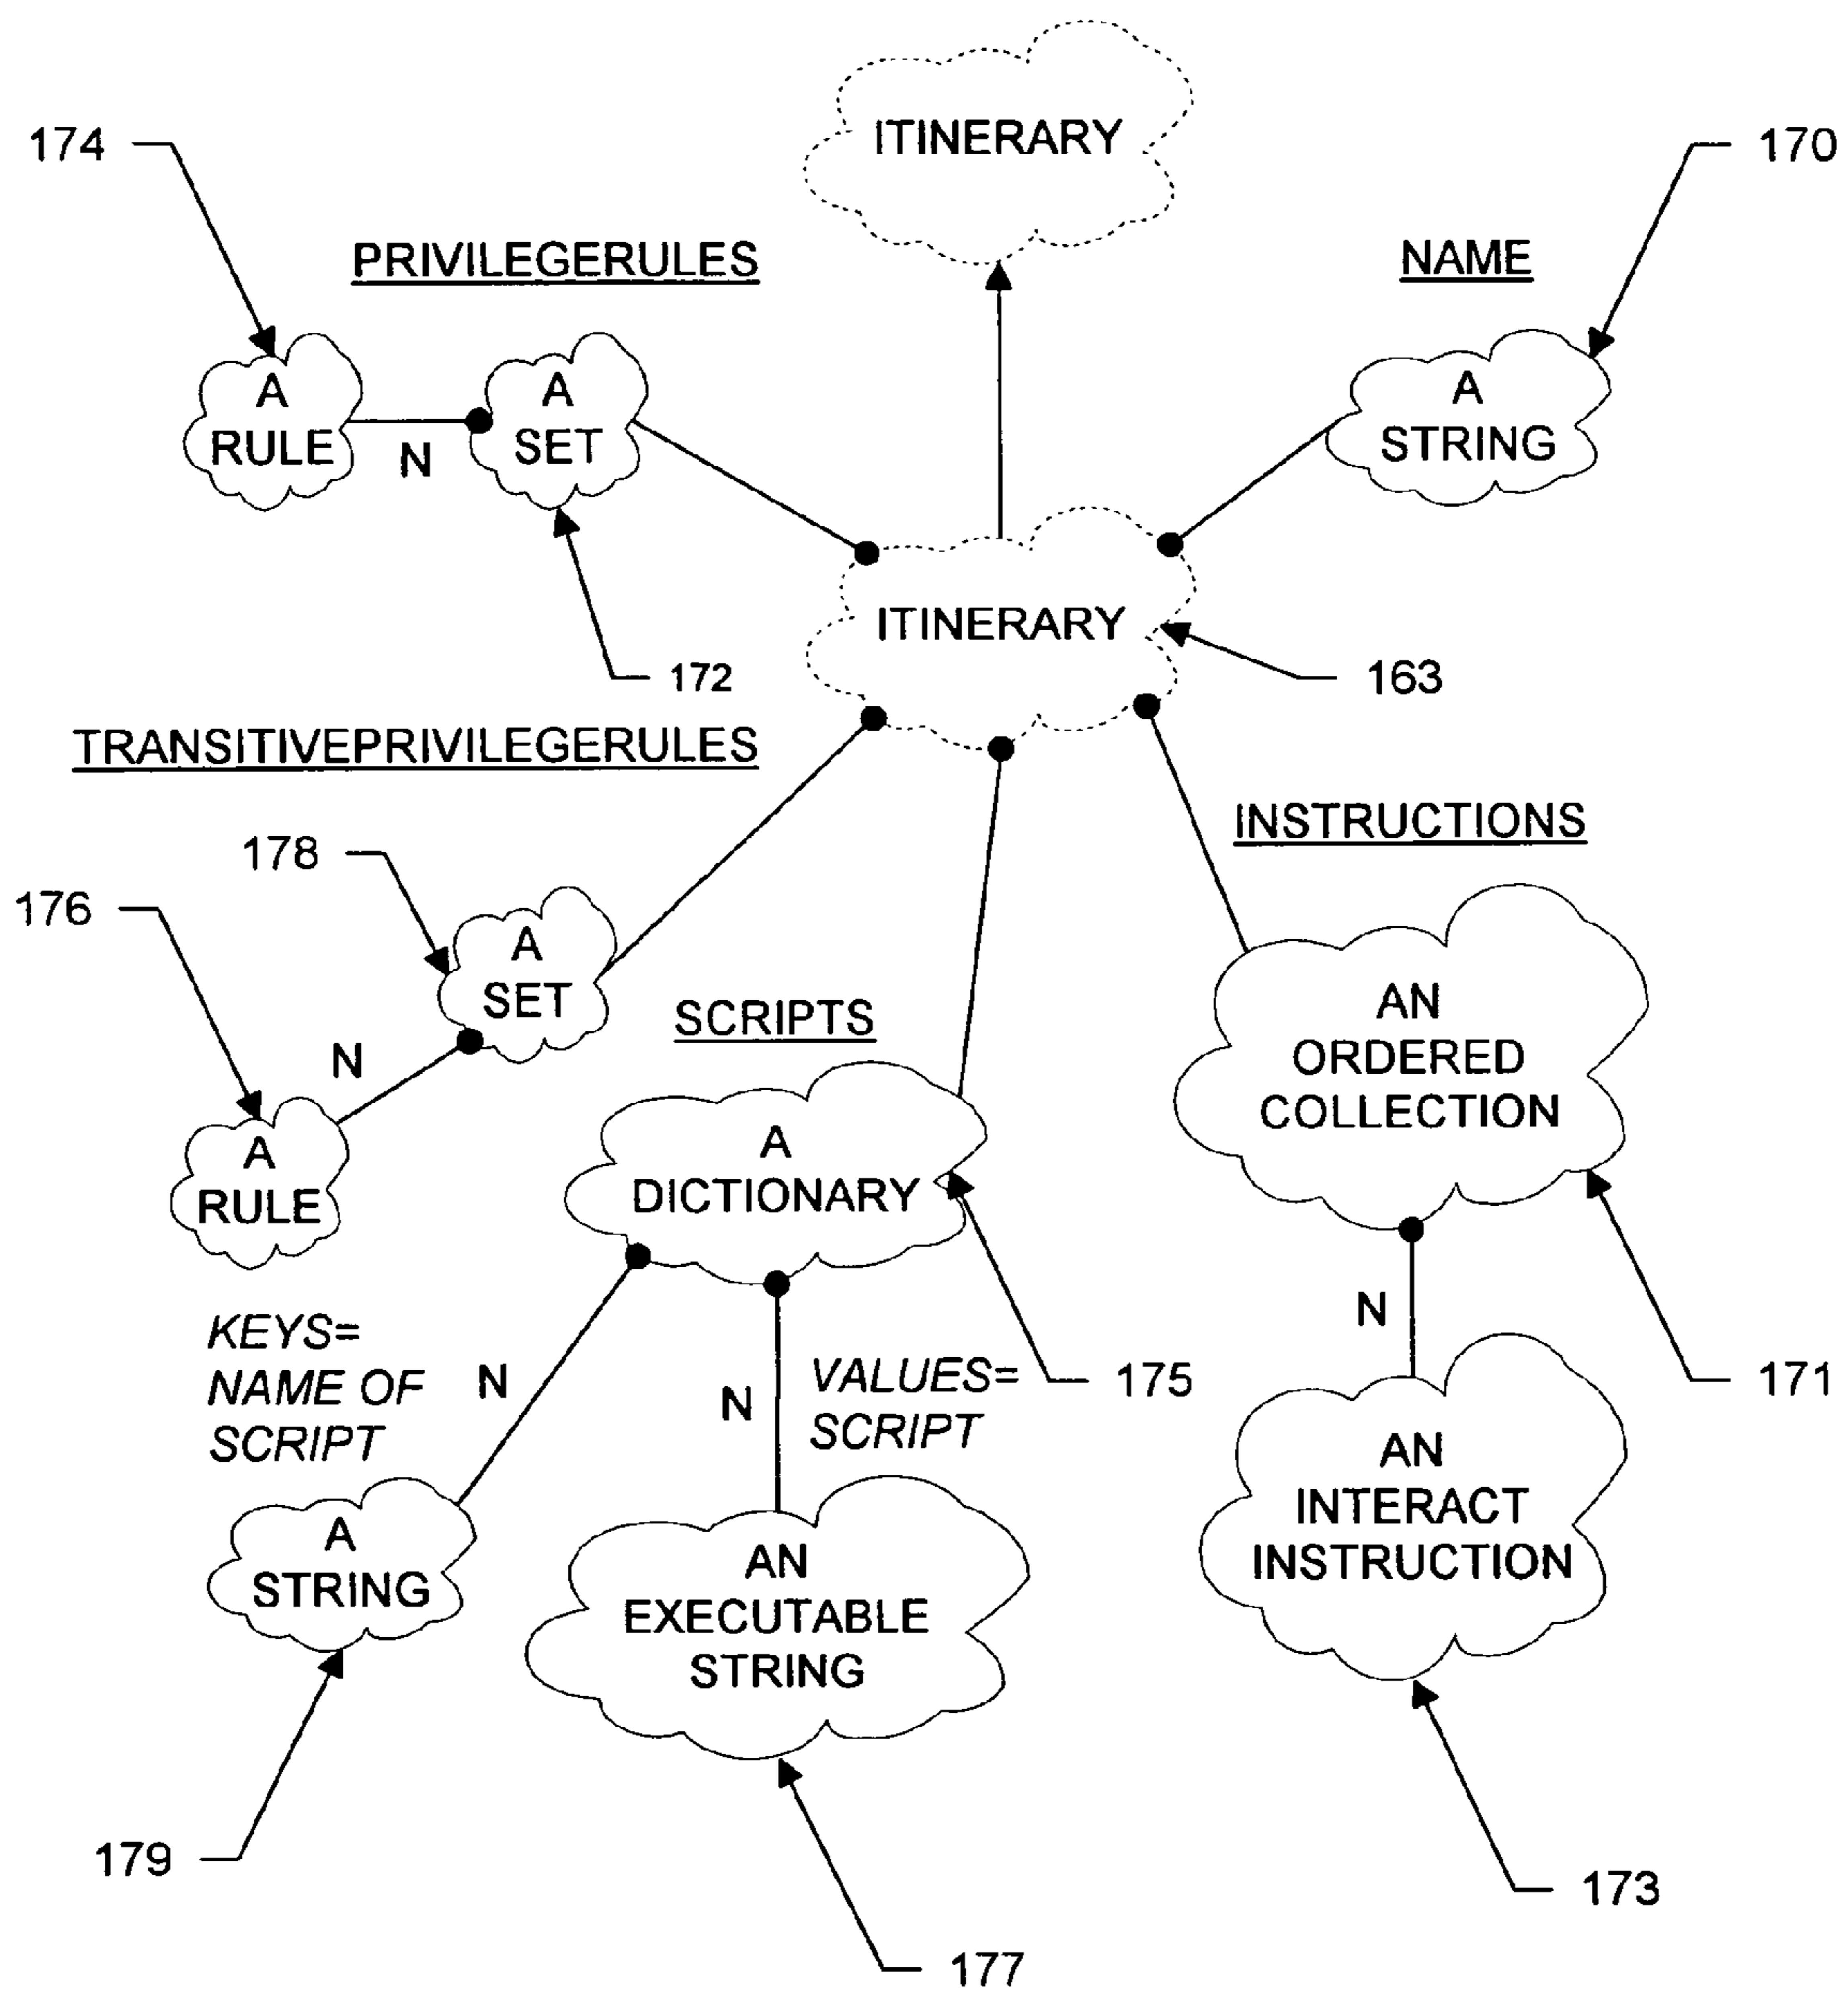 ITINERARY
174
170
PRIVILEGERULES
NAME
A
RULE
N
A
SET
A
STRING
ITINERARY
172
163
TRANSITIVEPRIVILEGERULES
INSTRUCTIONS
178
176
A
SET
SCRIPTS
AN
ORDERED
COLLECTION
N
A
RULE
A
DICTIONARY
KEYS=
NAME OF
SCRIPT
N
N
VALUES=
SCRIPT
175
N
171
A
STRING
AN
EXECUTABLE
STRING
AN
INTERACT
INSTRUCTION
179
177
173